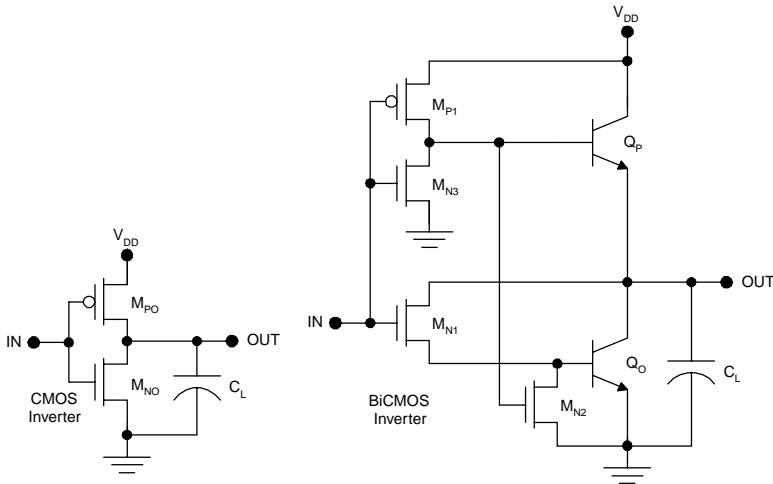 V_DD
M_P1
Q_P
M_N3
V_DD
M_PO
OUT
IN
M_N1
IN
OUT
M_NO
C_L
Q_O
C_L
CMOS
Inverter
BiCMOS
Inverter
M_N2